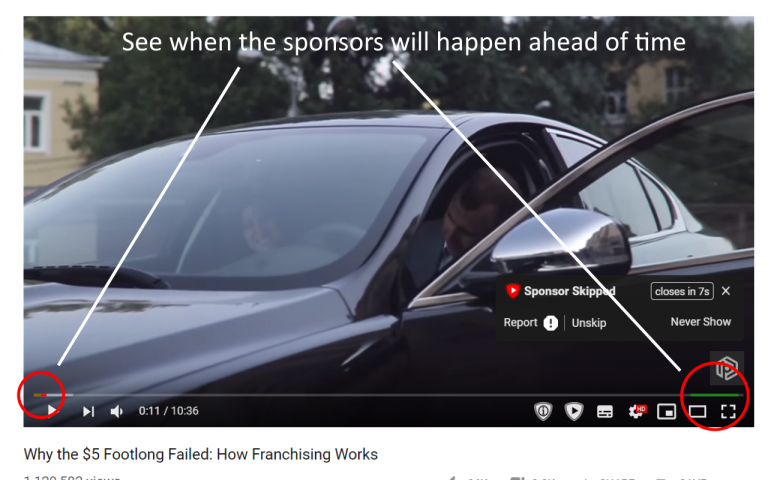 See when the sponsors will happen ahead of time
Sponsor Skipped closes in 7s X
Report ! Unskip Never Show
0:11 / 10:36 HD
Why the $5 Footlong Failed: How Franchising Works